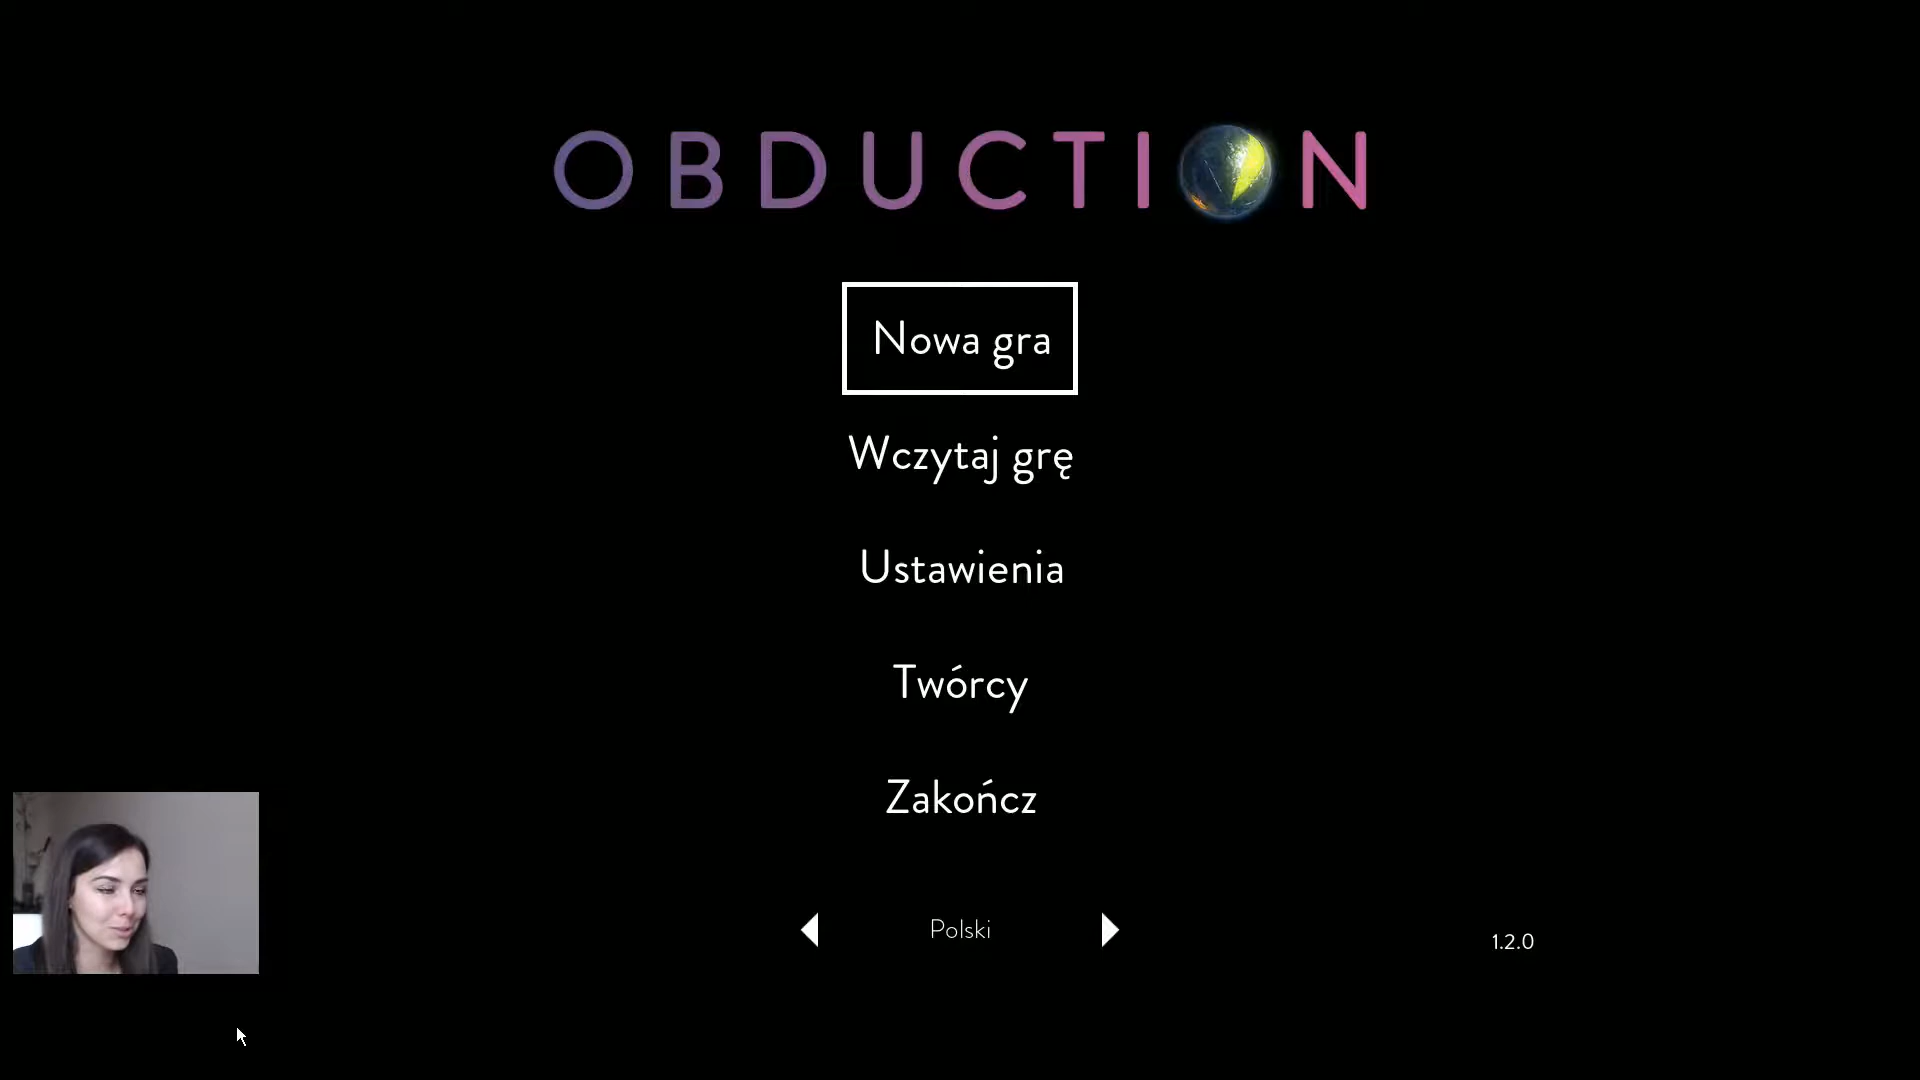 OBDUCTION
Nowa gra
Wczytaj grę
Ustawienia
Twórcy
Zakończ
Polski
1.2.0